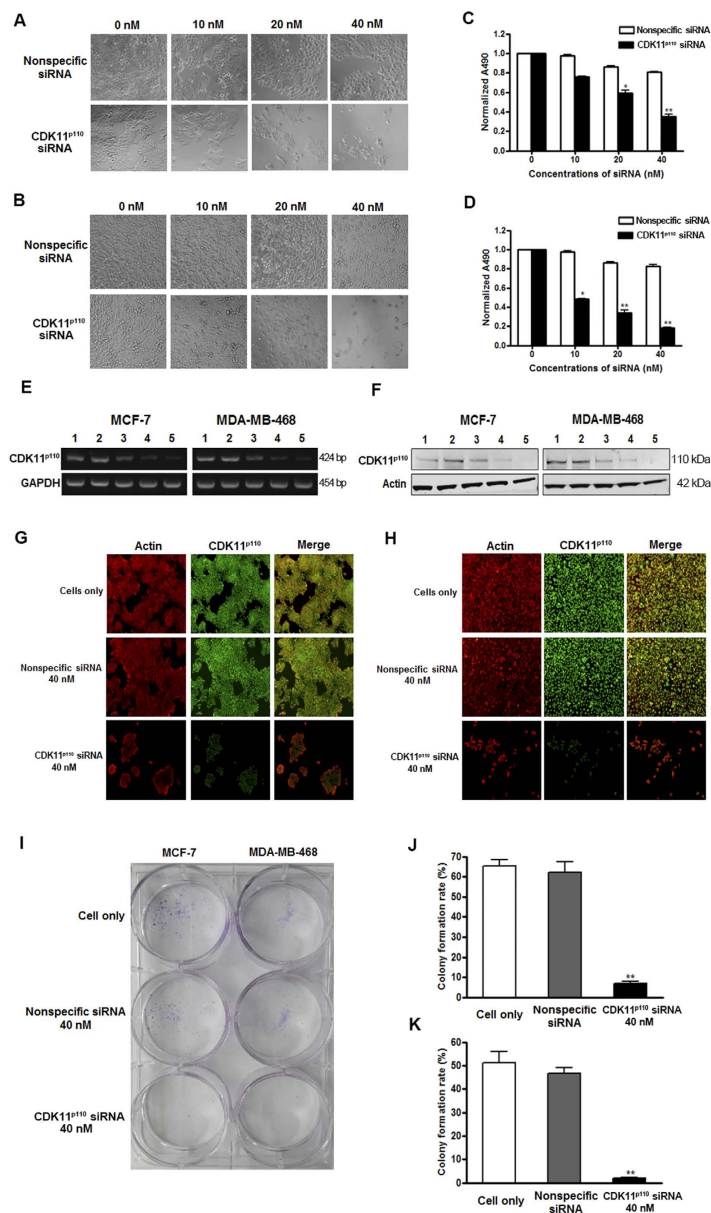 A
0 nM 10 nM 20 nM 40 nM
Nonspecific
siRNA
CDK11ᵖ¹¹⁰
siRNA
B
0 nM 10 nM 20 nM 40 nM
Nonspecific
siRNA
CDK11ᵖ¹¹⁰
siRNA
C
Nonspecific siRNA
CDK11ᵖ¹¹⁰ siRNA
Normalized A490
1.4
1.2
1.0
0.8
0.6
0.4
0.2
0.0
*
**
0 10 20 40
Concentrations of siRNA (nM)
D
Nonspecific siRNA
CDK11ᵖ¹¹⁰ siRNA
Normalized A490
1.4
1.2
1.0
0.8
0.6
0.4
0.2
0.0
*
**
**
0 10 20 40
Concentrations of siRNA (nM)
E
MCF-7 MDA-MB-468
1 2 3 4 5 1 2 3 4 5
CDK11ᵖ¹¹⁰ 424 bp
GAPDH 454 bp
F
MCF-7 MDA-MB-468
1 2 3 4 5 1 2 3 4 5
CDK11ᵖ¹¹⁰ 110 kDa
Actin 42 kDa
G
Actin CDK11ᵖ¹¹⁰ Merge
Cells only
Nonspecific siRNA
40 nM
CDK11ᵖ¹¹⁰ siRNA
40 nM
H
Actin CDK11ᵖ¹¹⁰ Merge
Cells only
Nonspecific siRNA
40 nM
CDK11ᵖ¹¹⁰ siRNA
40 nM
I
MCF-7 MDA-MB-468
Cell only
Nonspecific siRNA
40 nM
CDK11ᵖ¹¹⁰ siRNA
40 nM
J
Colony formation rate (%)
70
60
50
40
30
20
10
0
**
Cell only Nonspecific CDK11ᵖ¹¹⁰ siRNA
siRNA 40 nM
K
Colony formation rate (%)
60
50
40
30
20
10
0
**
Cell only Nonspecific CDK11ᵖ¹¹⁰ siRNA
siRNA 40 nM